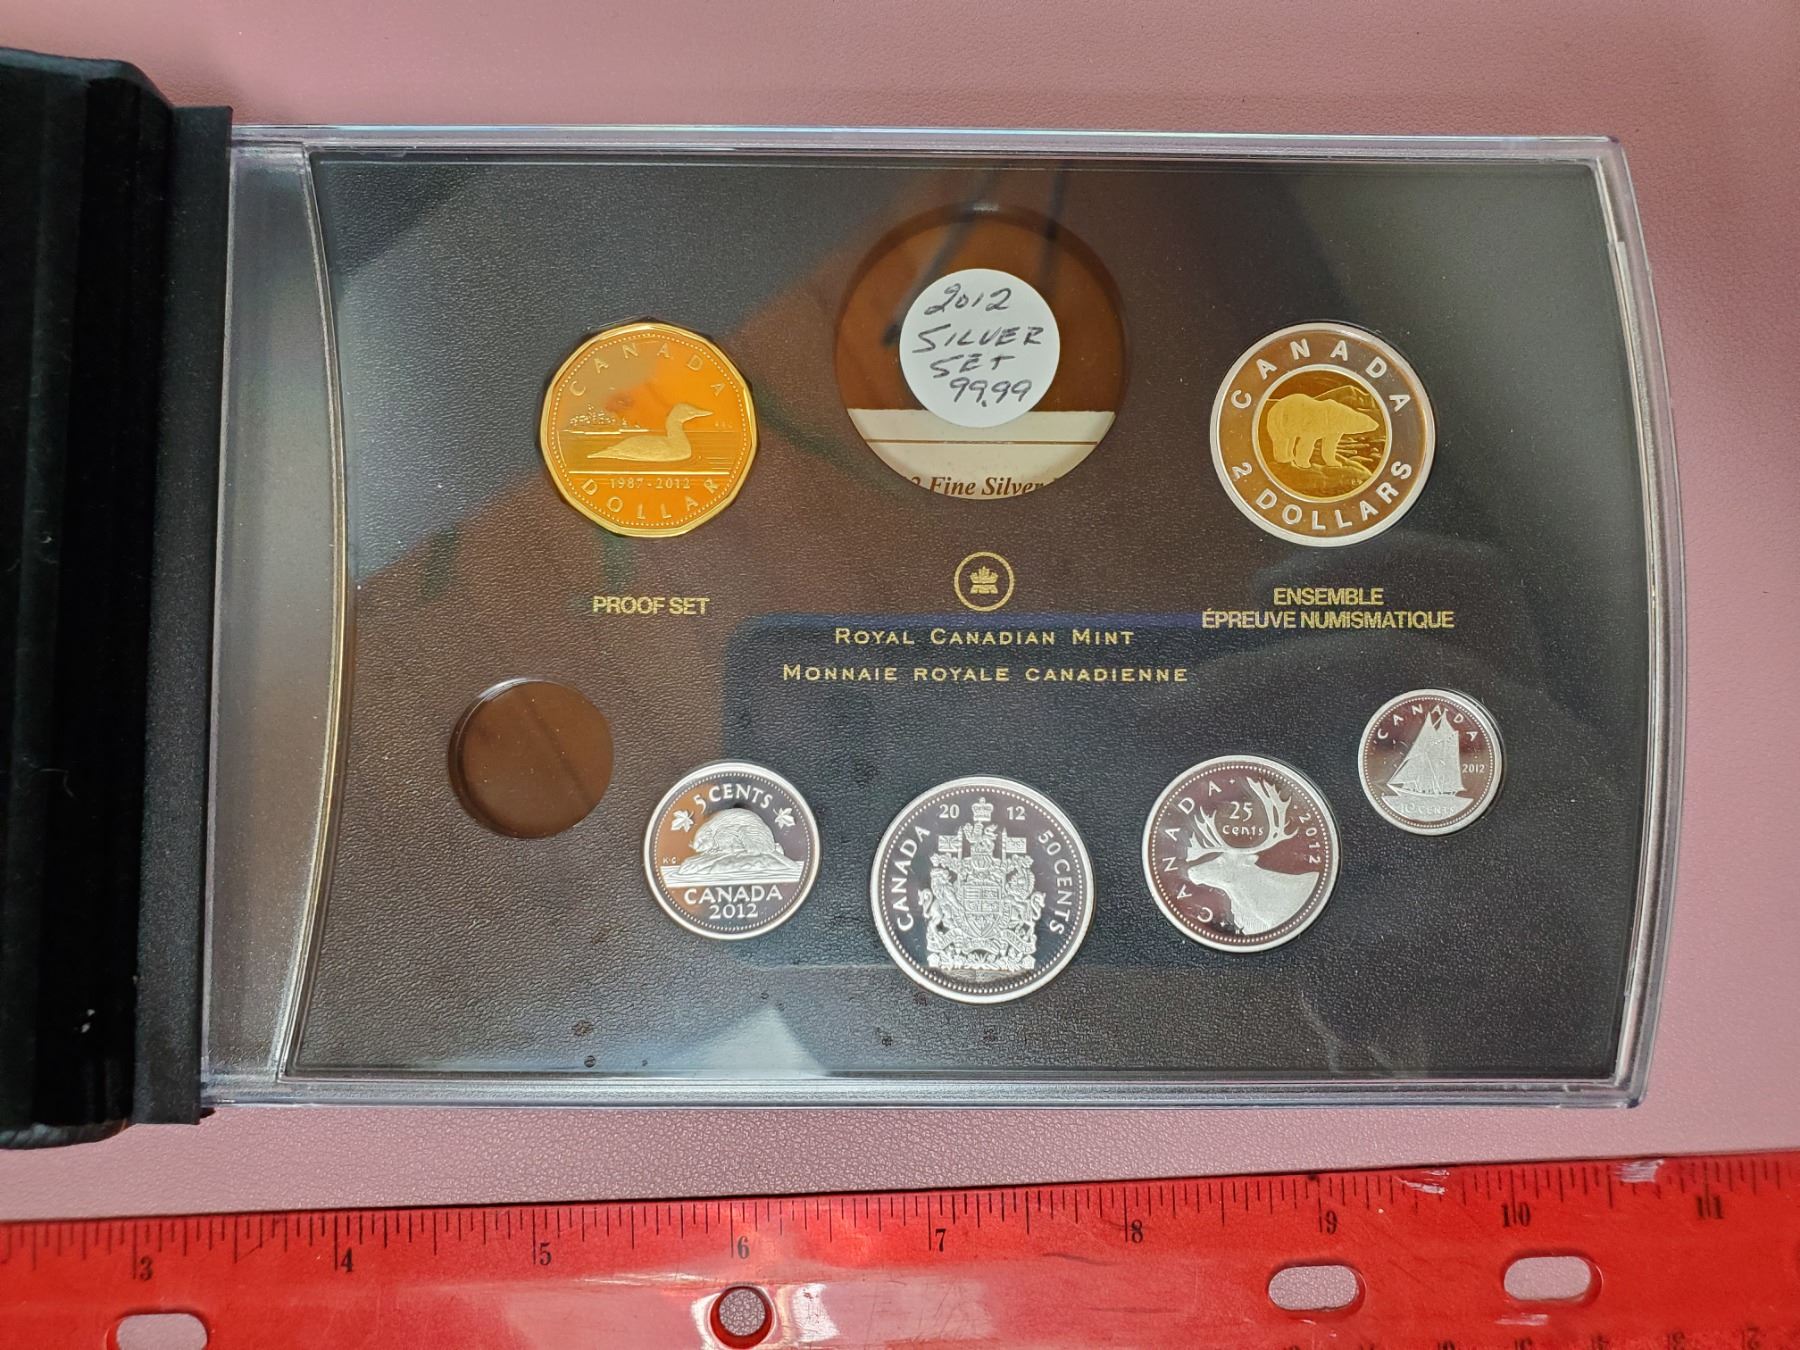 CANADA
1987-2012
DOLLAR
2012
SILVER
SET
99.99
2 Fine Silver
CANADA
2 DOLLARS
PROOF SET
ENSEMBLE
ÉPREUVE NUMISMATIQUE
ROYAL CANADIAN MINT
MONNAIE ROYALE CANADIENNE
5 CENTS
K·G
CANADA
2012
2012
CANADA
50 CENTS
CANADA
25
cents
2012
CANADA
2012
10 CENTS
3 4 5 6 7 8 9 10 11